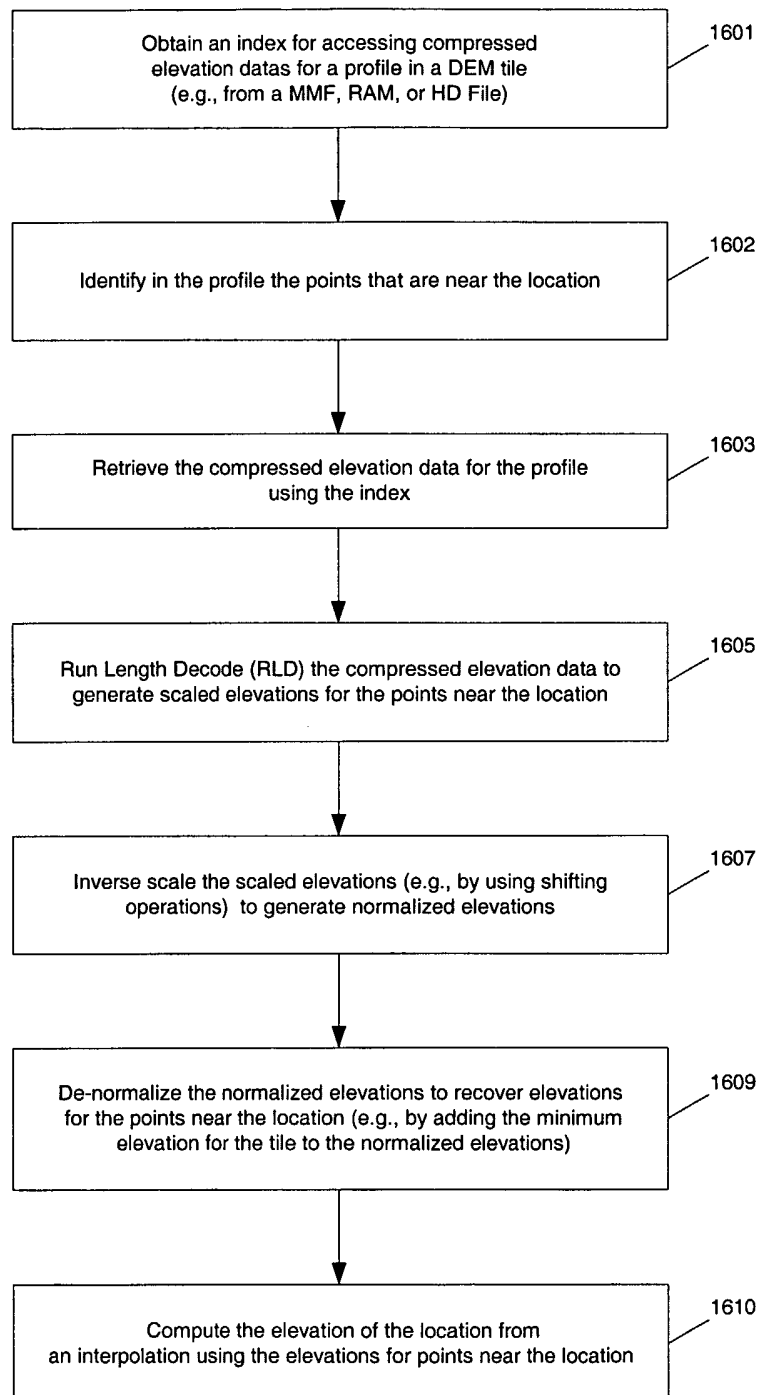 Obtain an index for accessing compressed
elevation datas for a profile in a DEM tile
(e.g., from a MMF, RAM, or HD File)
1601
Identify in the profile the points that are near the location
1602
Retrieve the compressed elevation data for the profile
using the index
1603
Run Length Decode (RLD) the compressed elevation data to
generate scaled elevations for the points near the location
1605
Inverse scale the scaled elevations (e.g., by using shifting
operations) to generate normalized elevations
1607
De-normalize the normalized elevations to recover elevations
for the points near the location (e.g., by adding the minimum
elevation for the tile to the normalized elevations)
1609
Compute the elevation of the location from
an interpolation using the elevations for points near the location
1610